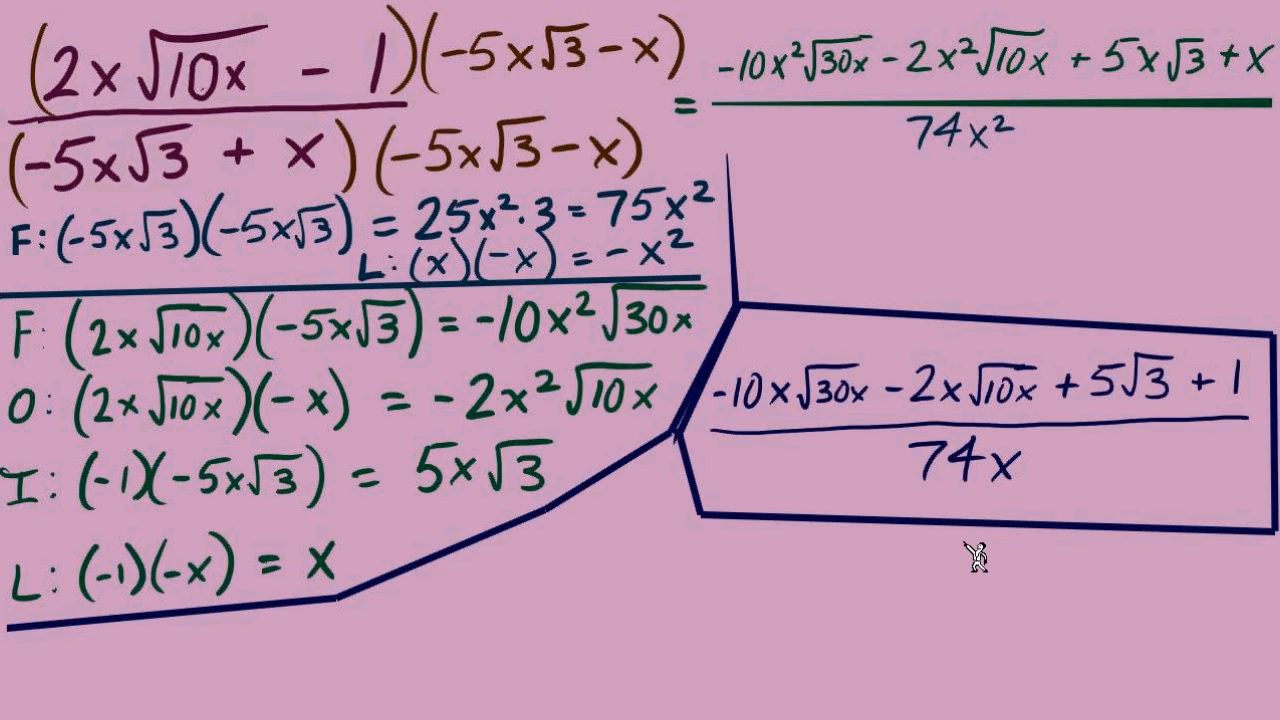 (2x√10x - 1)(-5x√3 - x)
(-5x√3 + x)(-5x√3 - x)
=
-10x²√30x - 2x²√10x + 5x√3 + x
74x²
F: (-5x√3)(-5x√3) = 25x²·3 = 75x²
L: (x)(-x) = -x²
F: (2x√10x)(-5x√3) = -10x²√30x
O: (2x√10x)(-x) = -2x²√10x
I: (-1)(-5x√3) = 5x√3
L: (-1)(-x) = x
-10x√30x - 2x√10x + 5√3 + 1
74x